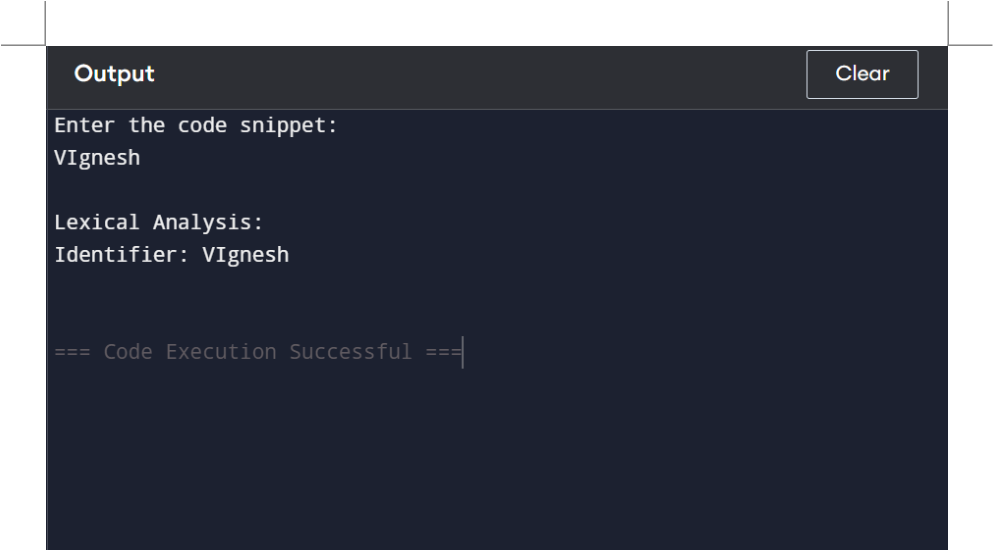 Output
Clear
Enter the code snippet:
VIgnesh
Lexical Analysis:
Identifier: VIgnesh
=== Code Execution Successful ===